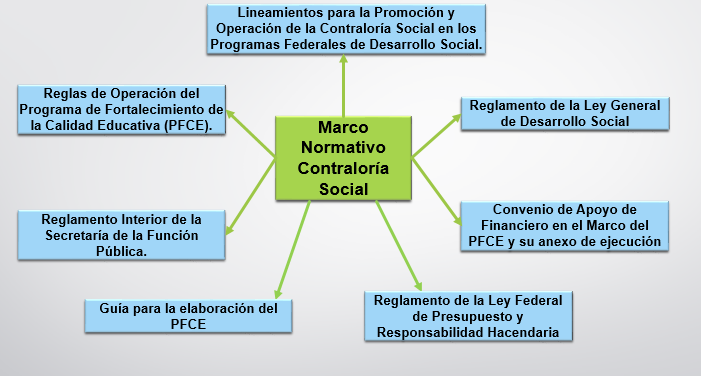 Lineamientos para la Promoción y
Operación de la Contraloría Social en los
Programas Federales de Desarrollo Social.
Reglas de Operación del
Programa de Fortalecimiento de
la Calidad Educativa (PFCE).
Reglamento de la Ley General
de Desarrollo Social
Marco
Normativo
Contraloría
Social
Reglamento Interior de la
Secretaría de la Función
Pública.
Convenio de Apoyo de
Financiero en el Marco del
PFCE y su anexo de ejecución
Guía para la elaboración del
PFCE
Reglamento de la Ley Federal
de Presupuesto y
Responsabilidad Hacendaria